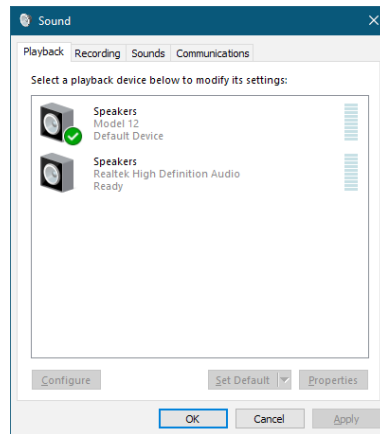 Sound
Playback Recording Sounds Communications
Select a playback device below to modify its settings:
Speakers
Model 12
Default Device
Speakers
Realtek High Definition Audio
Ready
Configure Set Default Properties
OK Cancel Apply